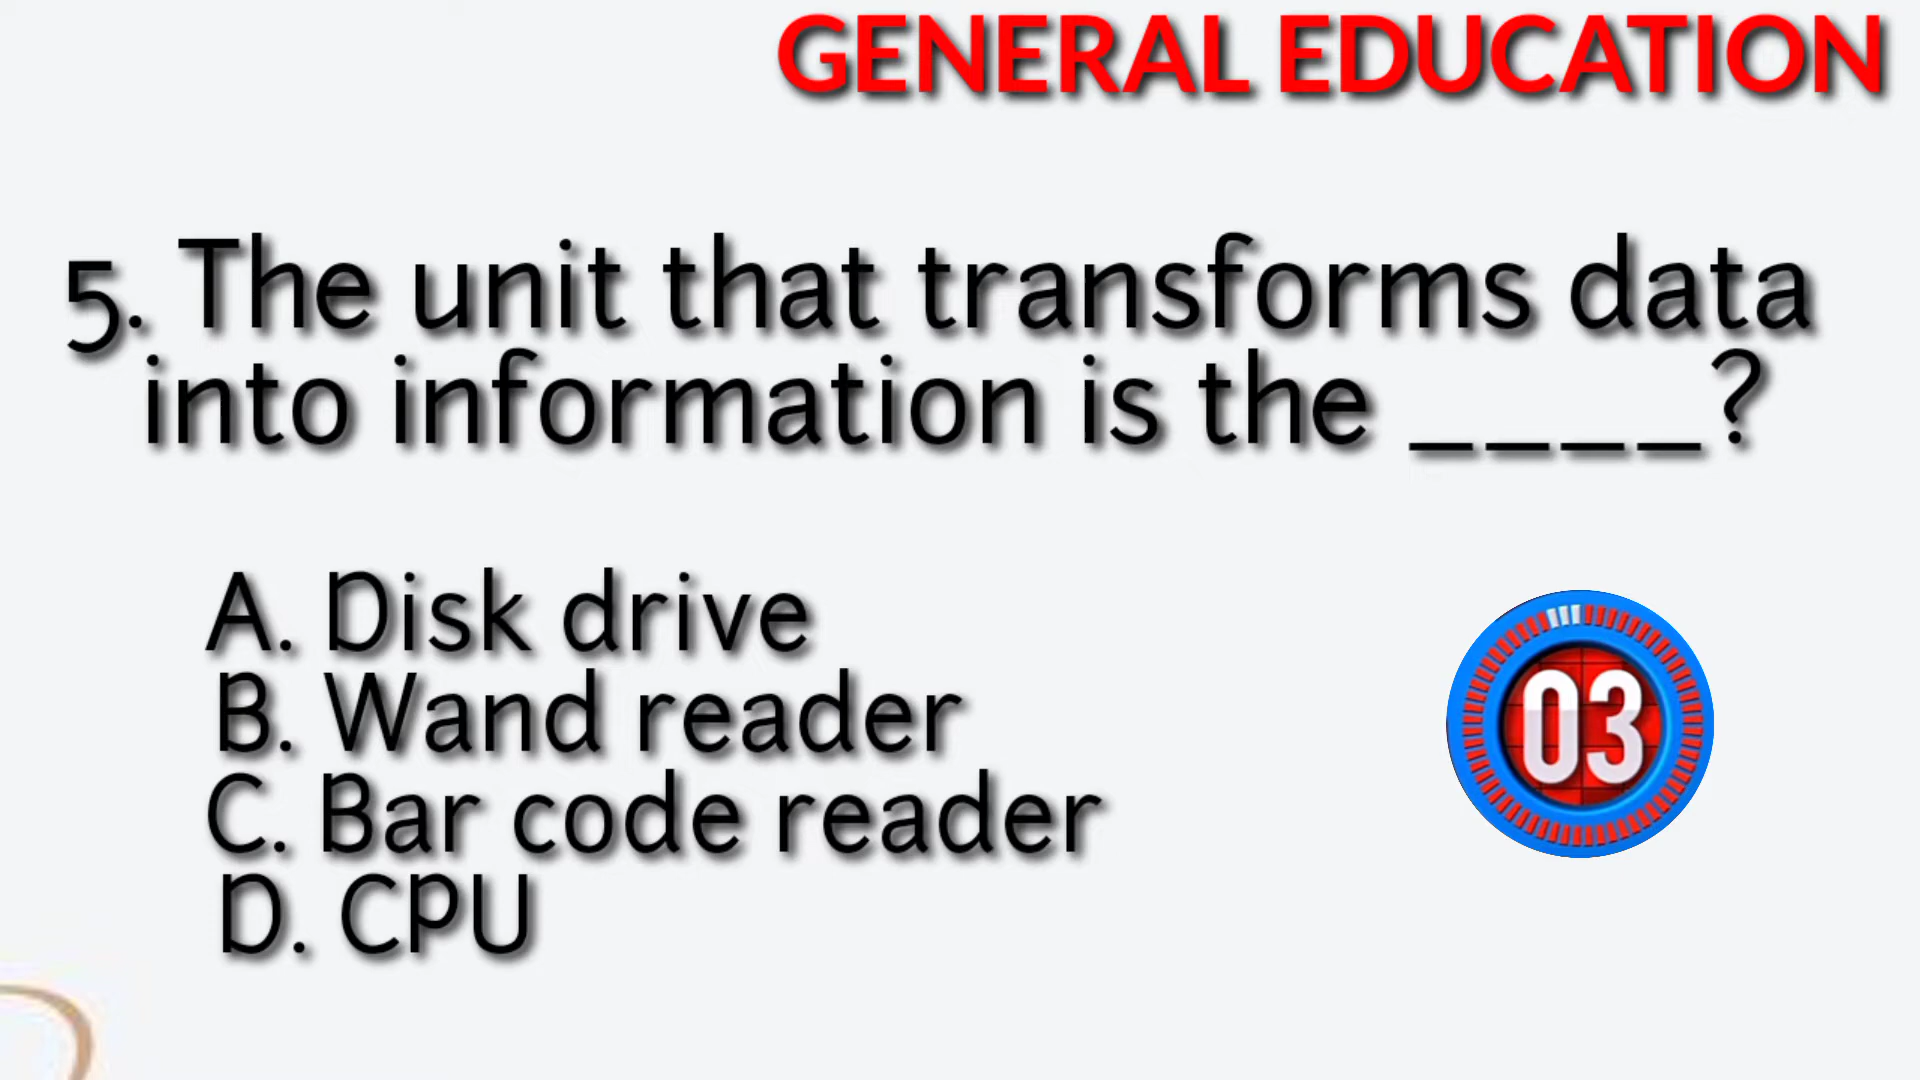 GENERAL EDUCATION
5. The unit that transforms data
into information is the ____?
A. Disk drive
B. Wand reader
C. Bar code reader
D. CPU
03